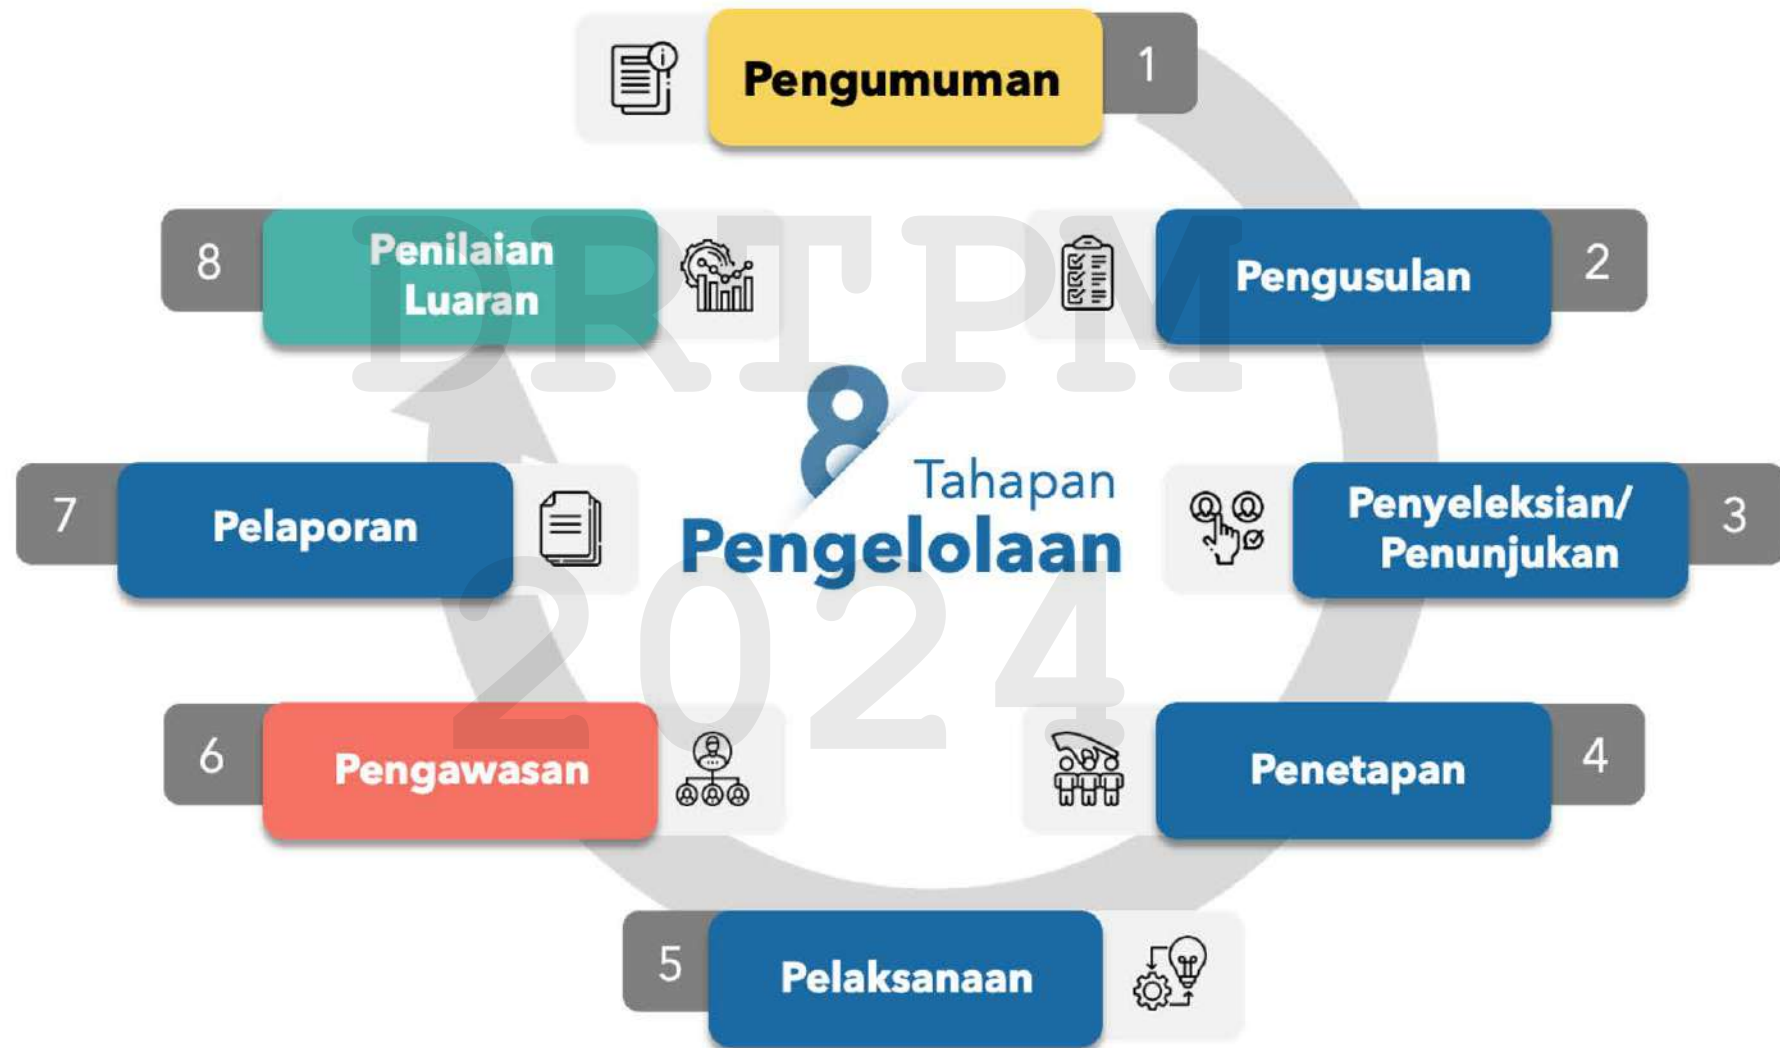 Pengumuman
1
Pengusulan
2
Penyeleksian/
Penunjukan
3
Penetapan
4
Pelaksanaan
5
Pengawasan
6
Pelaporan
7
Penilaian
Luaran
8
8
Tahapan
Pengelolaan
DRTPM
2024